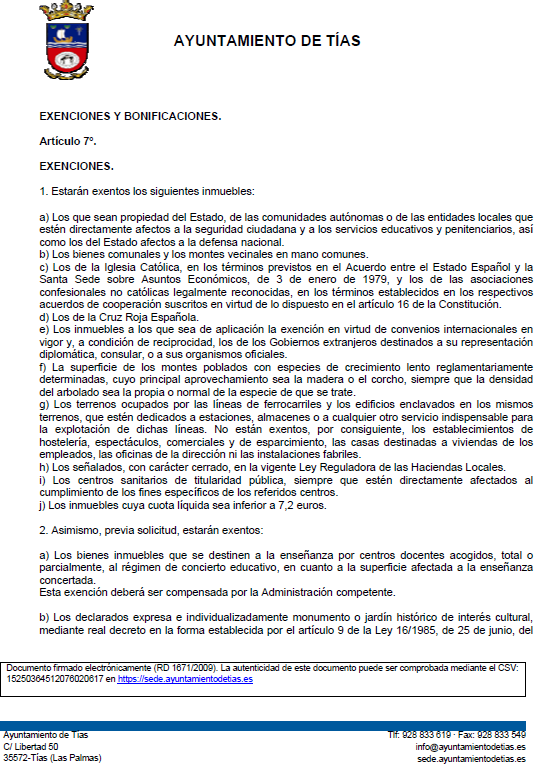 AYUNTAMIENTO DE TÍAS
EXENCIONES Y BONIFICACIONES.
Artículo 7º.
EXENCIONES.
1. Estarán exentos los siguientes inmuebles:
a) Los que sean propiedad del Estado, de las comunidades autónomas o de las entidades locales que
estén directamente afectos a la seguridad ciudadana y a los servicios educativos y penitenciarios, así
como los del Estado afectos a la defensa nacional.
b) Los bienes comunales y los montes vecinales en mano comunes.
c) Los de la Iglesia Católica, en los términos previstos en el Acuerdo entre el Estado Español y la
Santa Sede sobre Asuntos Económicos, de 3 de enero de 1979, y los de las asociaciones
confesionales no católicas legalmente reconocidas, en los términos establecidos en los respectivos
acuerdos de cooperación suscritos en virtud de lo dispuesto en el artículo 16 de la Constitución.
d) Los de la Cruz Roja Española.
e) Los inmuebles a los que sea de aplicación la exención en virtud de convenios internacionales en
vigor y, a condición de reciprocidad, los de los Gobiernos extranjeros destinados a su representación
diplomática, consular, o a sus organismos oficiales.
f) La superficie de los montes poblados con especies de crecimiento lento reglamentariamente
determinadas, cuyo principal aprovechamiento sea la madera o el corcho, siempre que la densidad
del arbolado sea la propia o normal de la especie de que se trate.
g) Los terrenos ocupados por las líneas de ferrocarriles y los edificios enclavados en los mismos
terrenos, que estén dedicados a estaciones, almacenes o a cualquier otro servicio indispensable para
la explotación de dichas líneas. No están exentos, por consiguiente, los establecimientos de
hostelería, espectáculos, comerciales y de esparcimiento, las casas destinadas a viviendas de los
empleados, las oficinas de la dirección ni las instalaciones fabriles.
h) Los señalados, con carácter cerrado, en la vigente Ley Reguladora de las Haciendas Locales.
i) Los centros sanitarios de titularidad pública, siempre que estén directamente afectados al
cumplimiento de los fines específicos de los referidos centros.
j) Los inmuebles cuya cuota líquida sea inferior a 7,2 euros.
2. Asimismo, previa solicitud, estarán exentos:
a) Los bienes inmuebles que se destinen a la enseñanza por centros docentes acogidos, total o
parcialmente, al régimen de concierto educativo, en cuanto a la superficie afectada a la enseñanza
concertada.
Esta exención deberá ser compensada por la Administración competente.
b) Los declarados expresa e individualizadamente monumento o jardín histórico de interés cultural,
mediante real decreto en la forma establecida por el artículo 9 de la Ley 16/1985, de 25 de junio, del
Documento firmado electrónicamente (RD 1671/2009). La autenticidad de este documento puede ser comprobada mediante el CSV:
15250364512076020617 en https://sede.ayuntamientodetias.es
Ayuntamiento de Tías Tlf: 928 833 619 · Fax: 928 833 549
C/ Libertad 50 info@ayuntamientodetias.es
35572-Tías (Las Palmas) sede.ayuntamientodetias.es